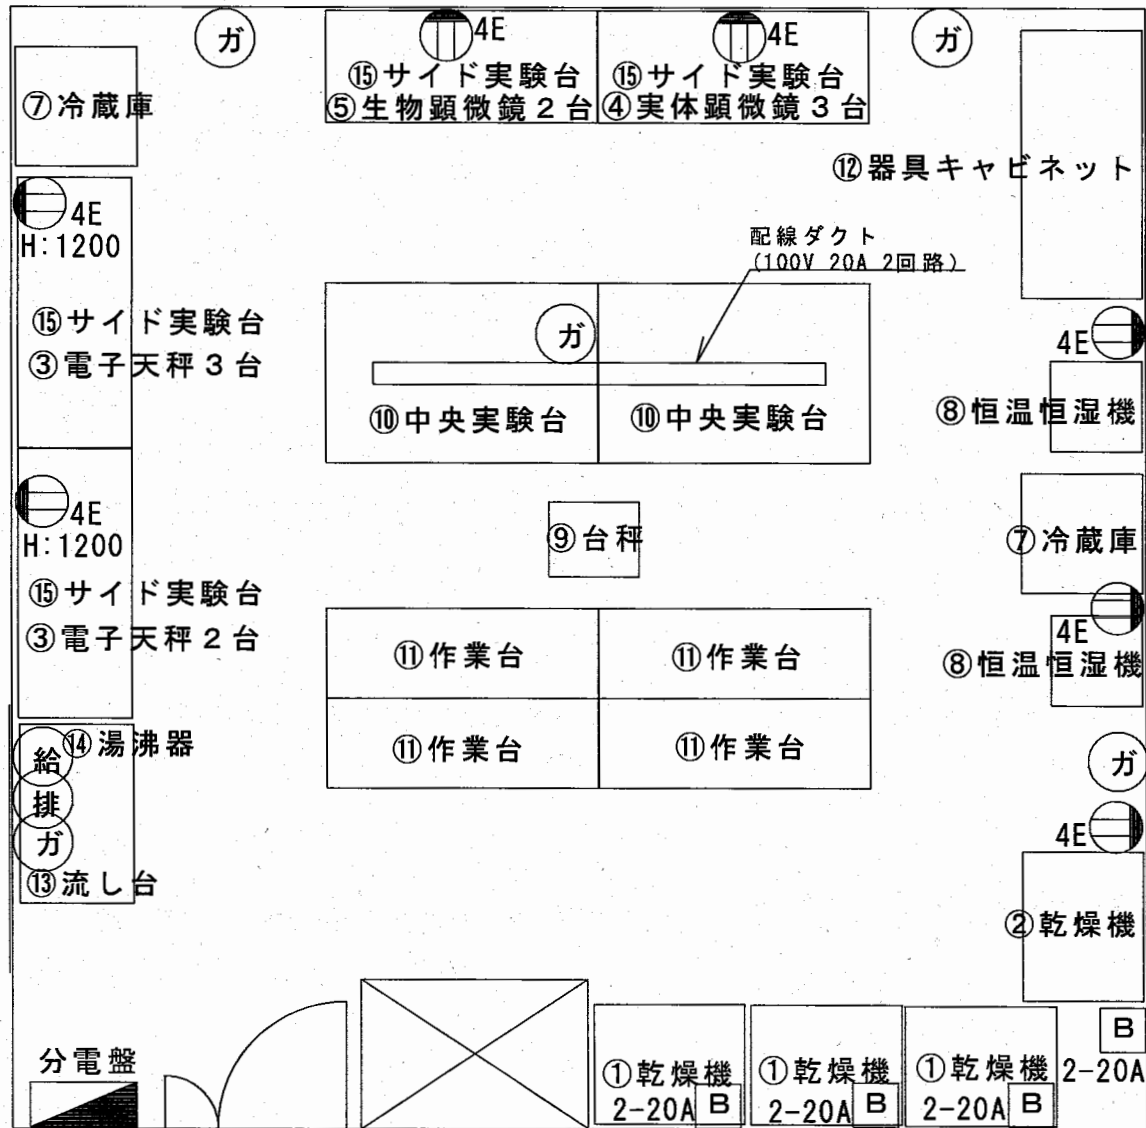 ガ
4E
4E
ガ
⑦冷蔵庫
⑮サイド実験台
⑤生物顕微鏡2台
⑮サイド実験台
④実体顕微鏡3台
⑫器具キャビネット
4E
H:1200
⑮サイド実験台
③電子天秤3台
配線ダクト
(100V 20A 2回路)
ガ
⑩中央実験台
⑩中央実験台
4E
⑧恒温恒湿機
4E
H:1200
⑮サイド実験台
③電子天秤2台
⑨台秤
⑦冷蔵庫
4E
⑧恒温恒湿機
⑪作業台
⑪作業台
⑪作業台
⑪作業台
⑭湯沸器
給
排
ガ
⑬流し台
ガ
4E
②乾燥機
B
2-20A
分電盤
①乾燥機
2-20A B
①乾燥機
2-20A B
①乾燥機
2-20A B